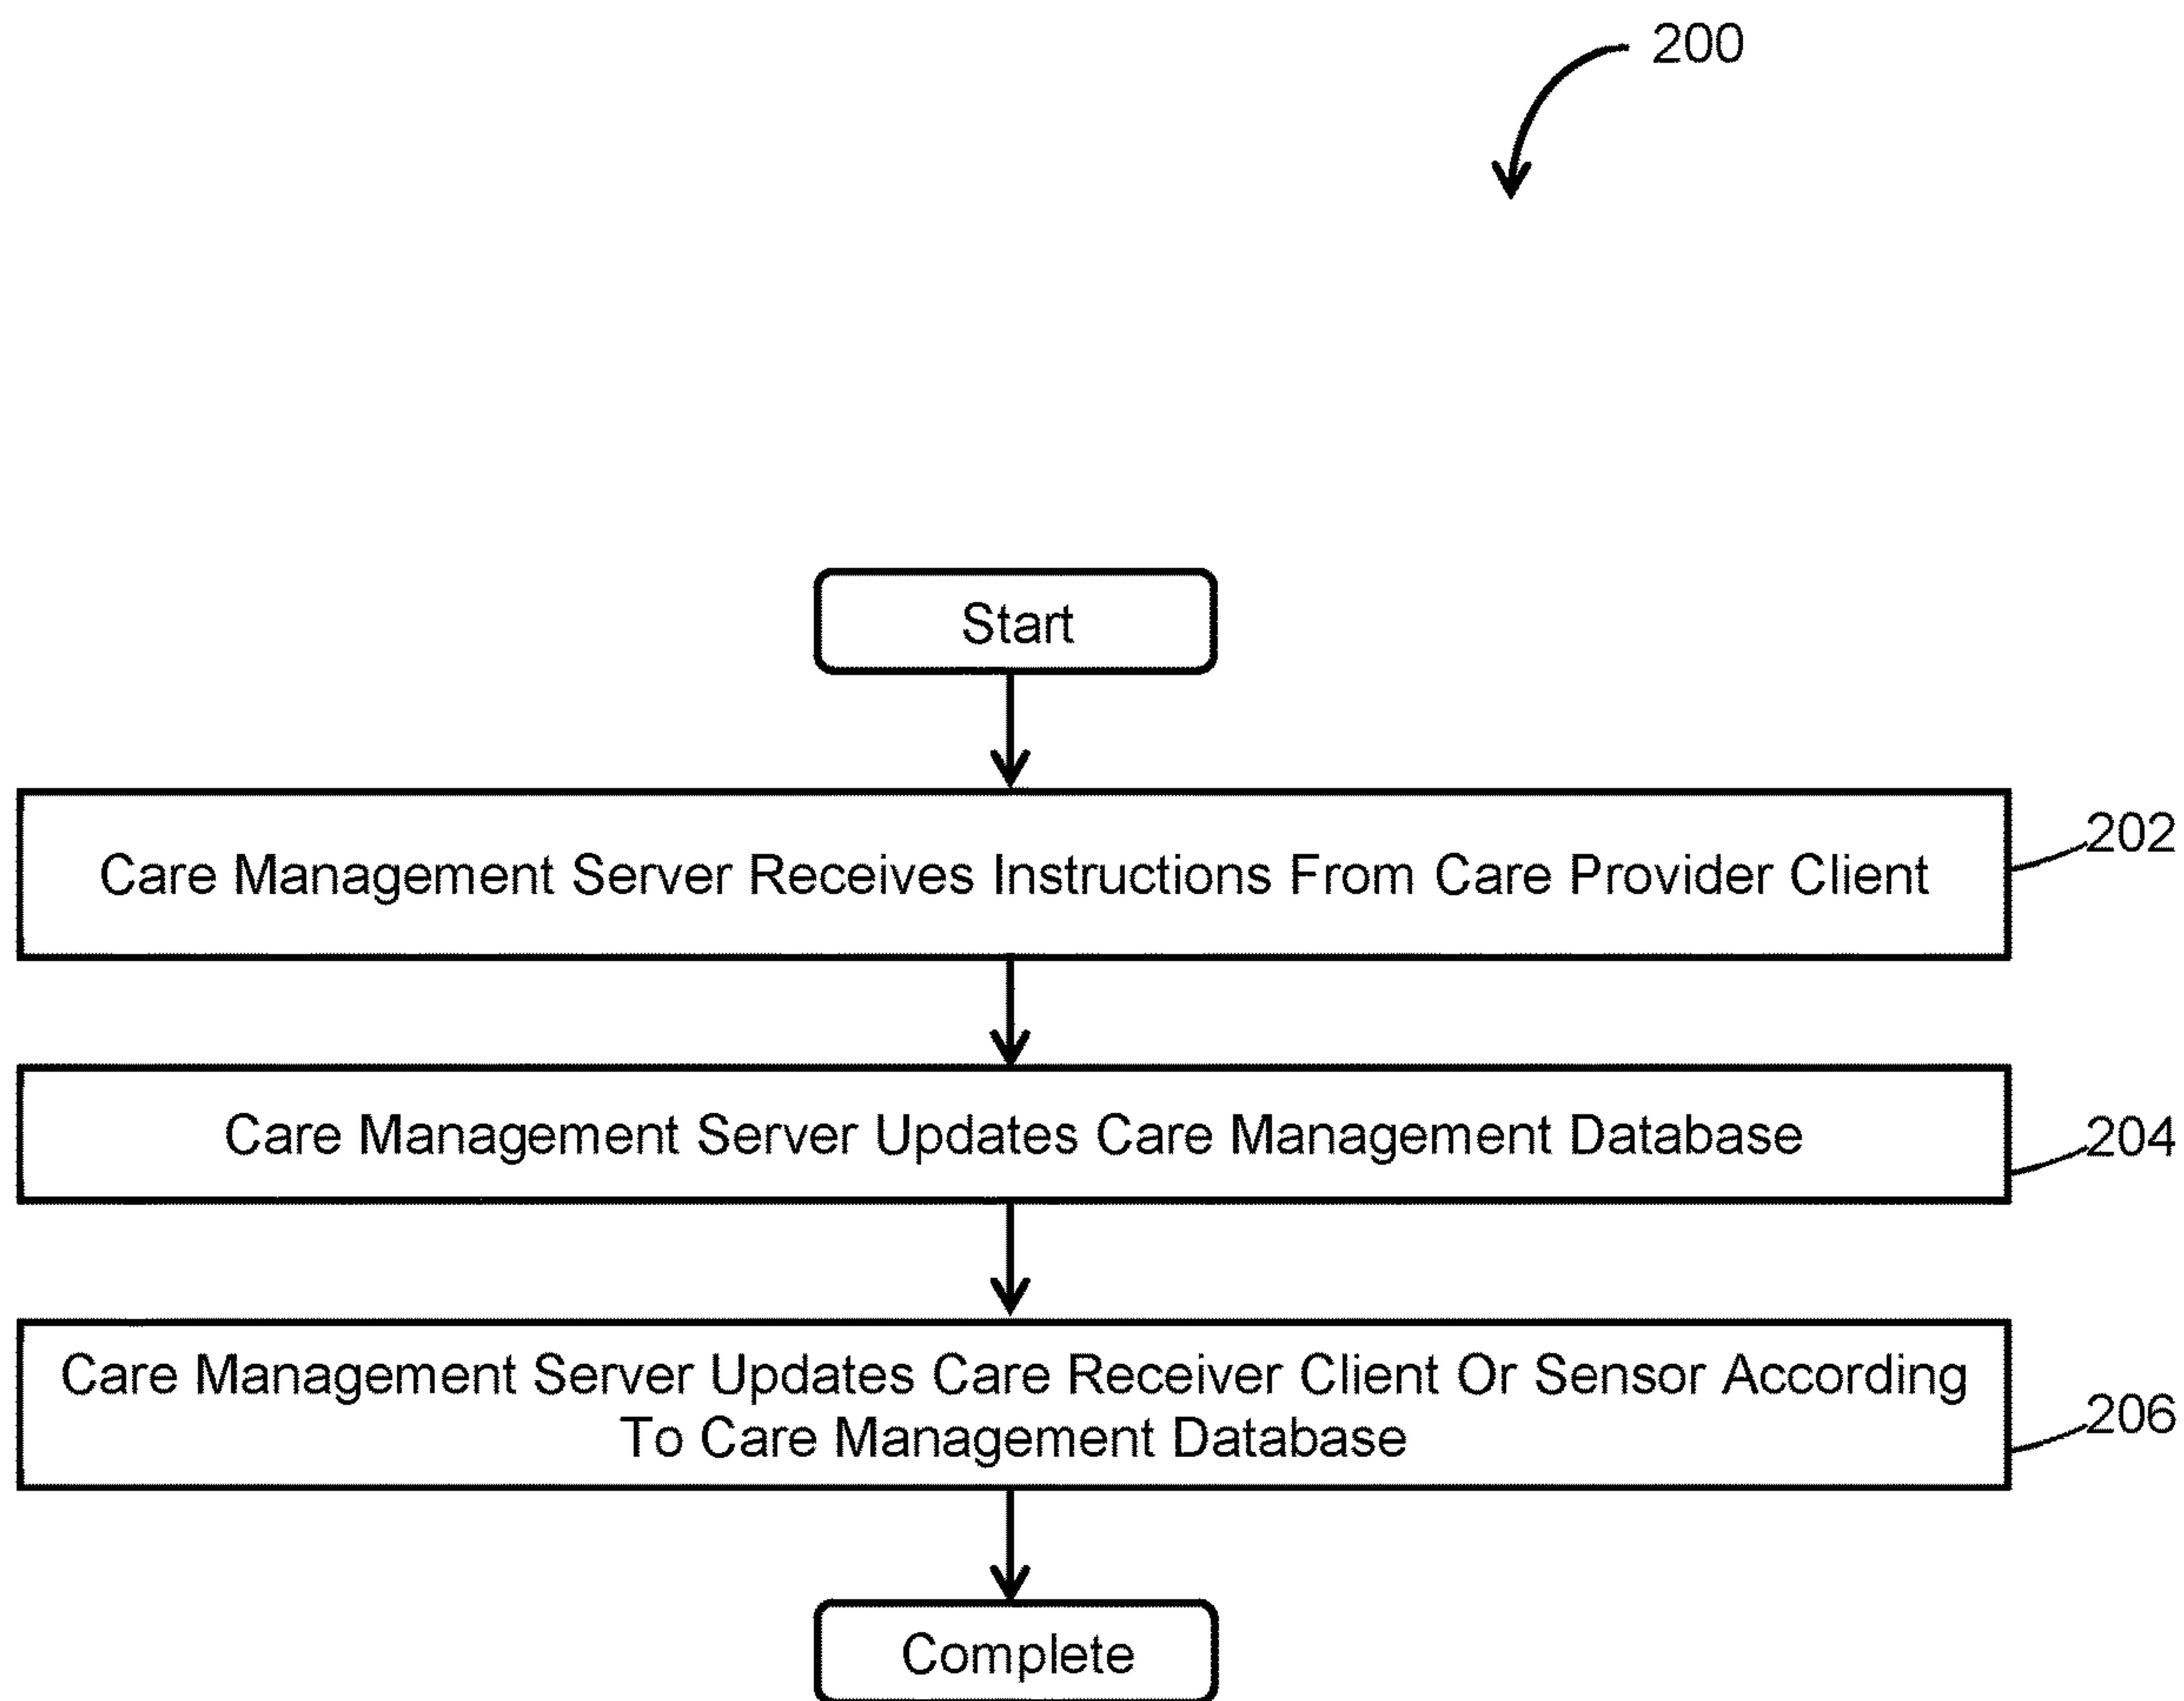 200
Start
Care Management Server Receives Instructions From Care Provider Client
202
Care Management Server Updates Care Management Database
204
Care Management Server Updates Care Receiver Client Or Sensor According
To Care Management Database
206
Complete